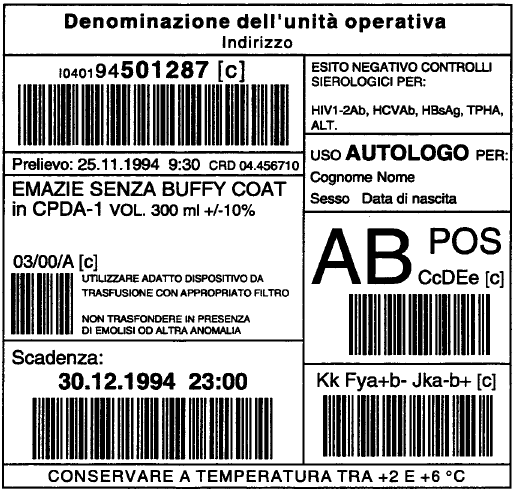 Denominazione dell'unità operativa
Indirizzo
I040194501287 [c]
Prelievo: 25.11.1994 9:30 CRD 04.456710
EMAZIE SENZA BUFFY COAT
in CPDA-1 VOL. 300 ml +/-10%
03/00/A [c]
UTILIZZARE ADATTO DISPOSITIVO DA
TRASFUSIONE CON APPROPRIATO FILTRO
NON TRASFONDERE IN PRESENZA
DI EMOLISI OD ALTRA ANOMALIA
Scadenza:
30.12.1994 23:00
ESITO NEGATIVO CONTROLLI
SIEROLOGICI PER:
HIV1-2Ab, HCVAb, HBsAg, TPHA,
ALT.
USO AUTOLOGO PER:
Cognome Nome
Sesso Data di nascita
AB POS
CcDEe [c]
Kk Fya+b- Jka-b+ [c]
CONSERVARE A TEMPERATURA TRA +2 E +6 °C